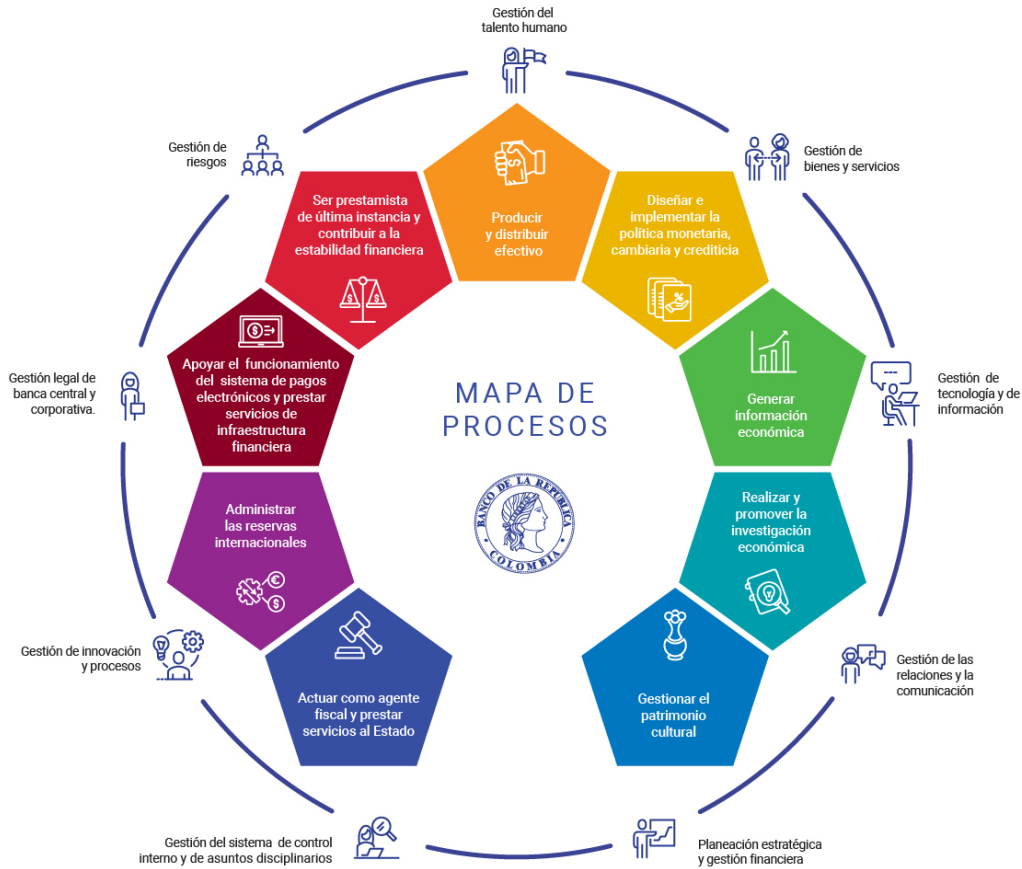 Gestión del
talento humano
Gestión de
riesgos
Gestión de
bienes y servicios
Ser prestamista
de última instancia y
contribuir a la
estabilidad financiera
$
$
$
Producir
y distribuir
efectivo
Diseñar e
implementar la
política monetaria,
cambiaria y crediticia
%
$
Apoyar el funcionamiento
del sistema de pagos
electrónicos y prestar
servicios de
infraestructura
financiera
Generar
información
económica
Gestión legal de
banca central y
corporativa.
Gestión de
tecnología y de
información
MAPA DE
PROCESOS
BANCO DE LA REPÚBLICA
COLOMBIA
Administrar
las reservas
internacionales
€
$
Realizar y
promover la
investigación
económica
Gestión de innovación
y procesos
Gestión de las
relaciones y la
comunicación
Actuar como agente
fiscal y prestar
servicios al Estado
Gestionar el
patrimonio
cultural
Gestión del sistema de control
interno y de asuntos disciplinarios
Planeación estratégica
y gestión financiera